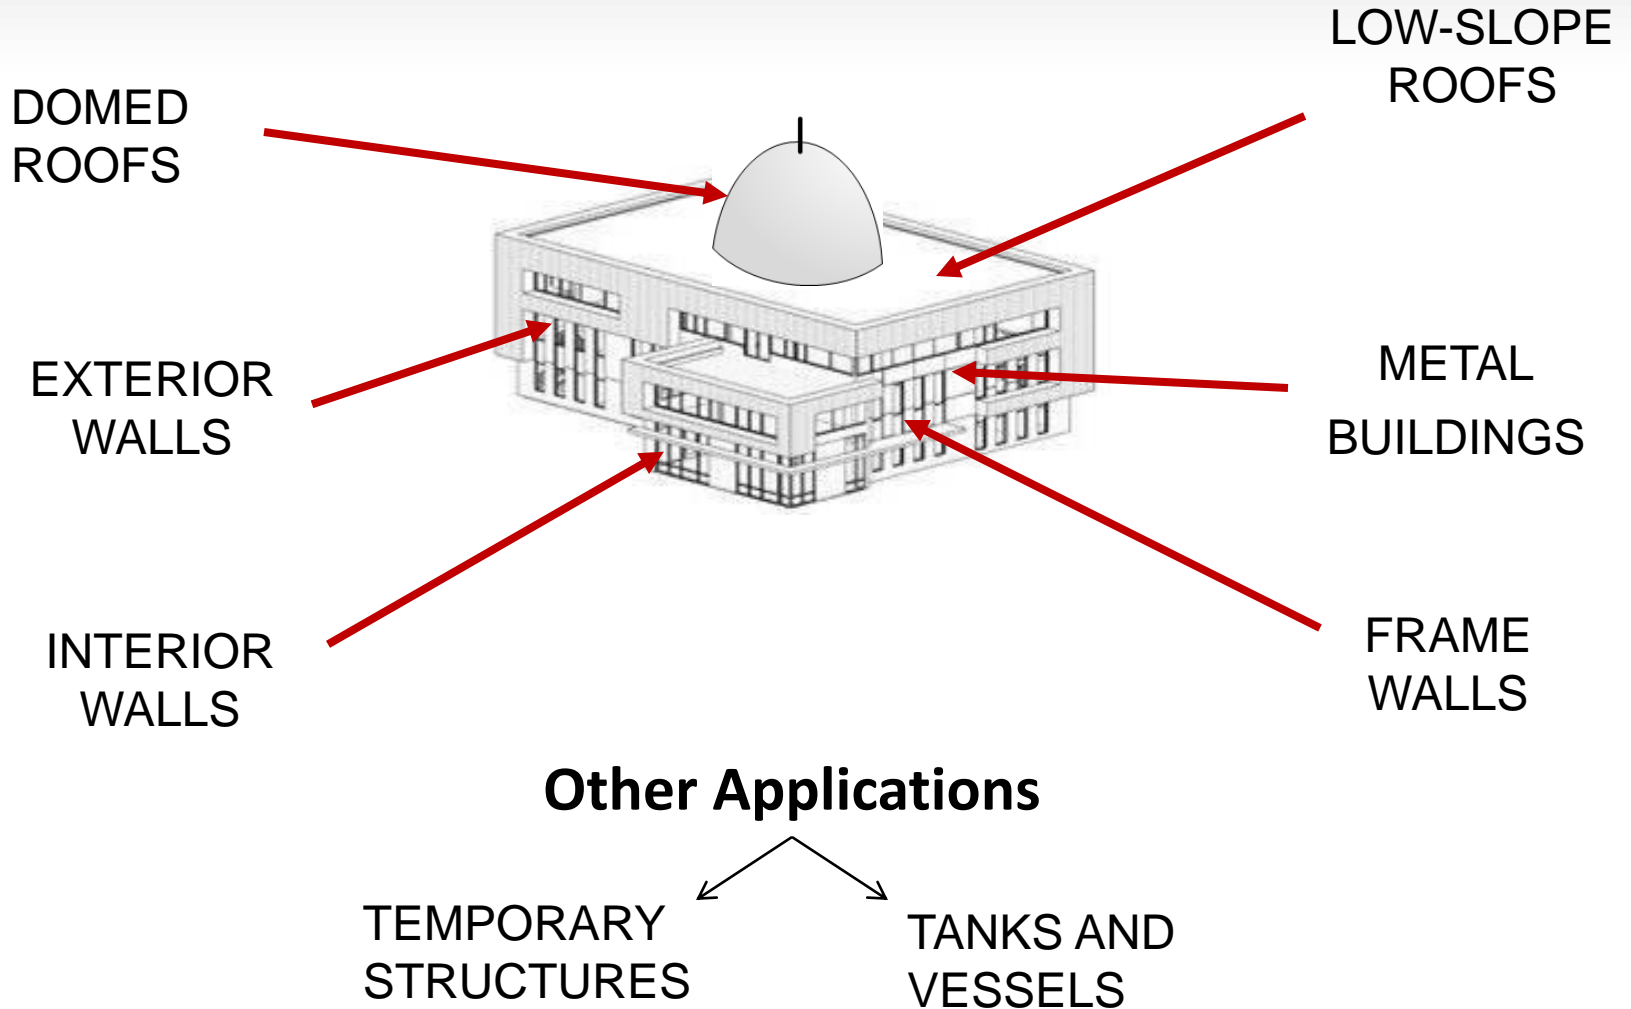 LOW-SLOPE
ROOFS
DOMED
ROOFS
EXTERIOR
WALLS
METAL
BUILDINGS
INTERIOR
WALLS
FRAME
WALLS
Other Applications
TEMPORARY
STRUCTURES
TANKS AND
VESSELS